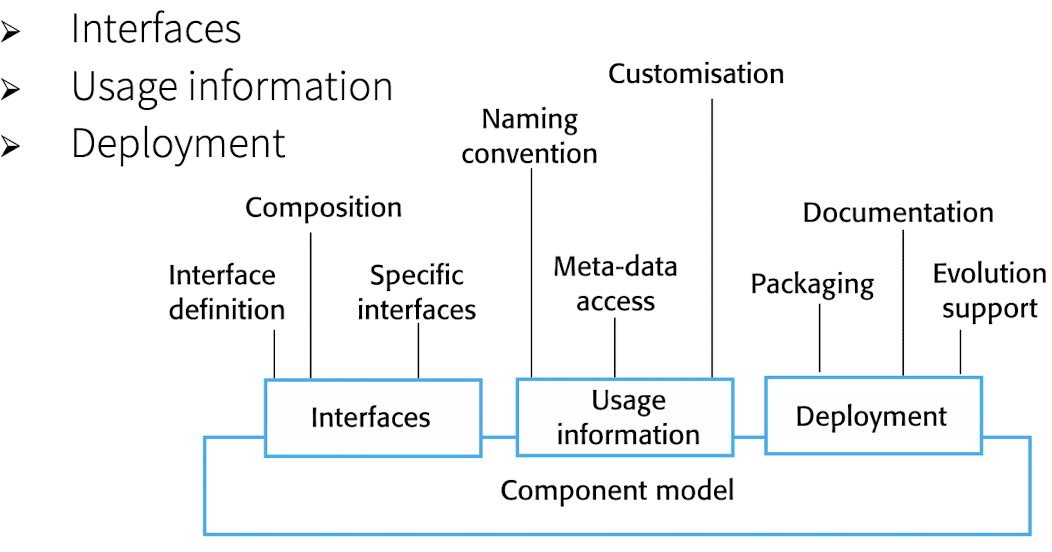 Interfaces
Usage information
Deployment
Customisation
Naming
convention
Composition
Documentation
Interface
definition
Specific
interfaces
Meta-data
access
Packaging
Evolution
support
Interfaces
Usage
information
Deployment
Component model